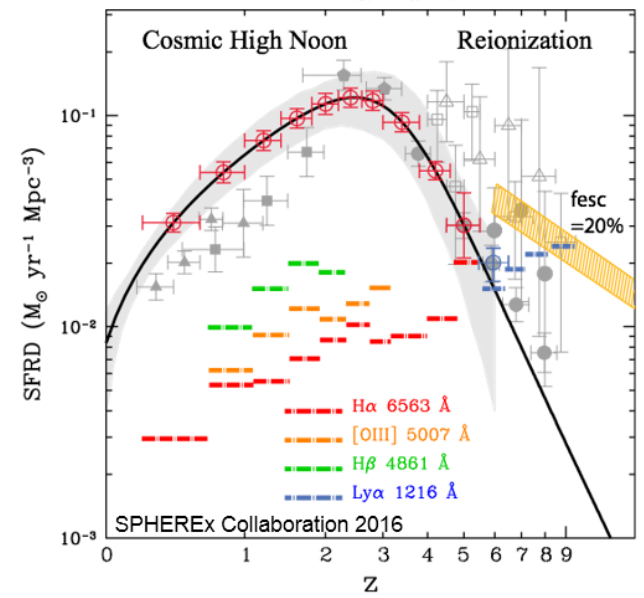 Cosmic High Noon
Reionization
fesc
=20%
10⁻¹
10⁻²
10⁻³
SFRD (M⊙ yr⁻¹ Mpc⁻³)
Hα 6563 Å
[OIII] 5007 Å
Hβ 4861 Å
Lyα 1216 Å
SPHEREx Collaboration 2016
0 1 2 3 4 5 6 7 8 9
z